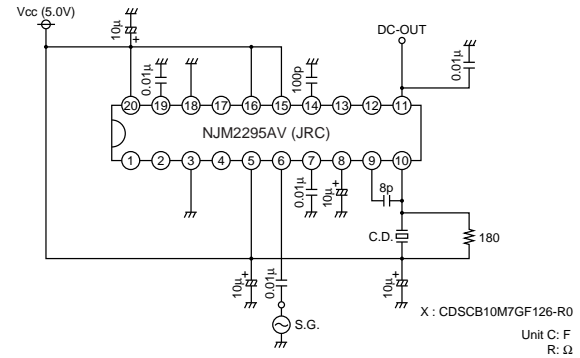 Vcc (5.0V)
10µ
+
0.01µ
100p
DC-OUT
0.01µ
20 19 18 17 16 15 14 13 12 11
NJM2295AV (JRC)
1 2 3 4 5 6 7 8 9 10
0.01µ
10µ
+
8p
C.D.
180
10µ
+
0.01µ
10µ
+
S.G.
X : CDSCB10M7GF126-R0
Unit C: F
R: Ω